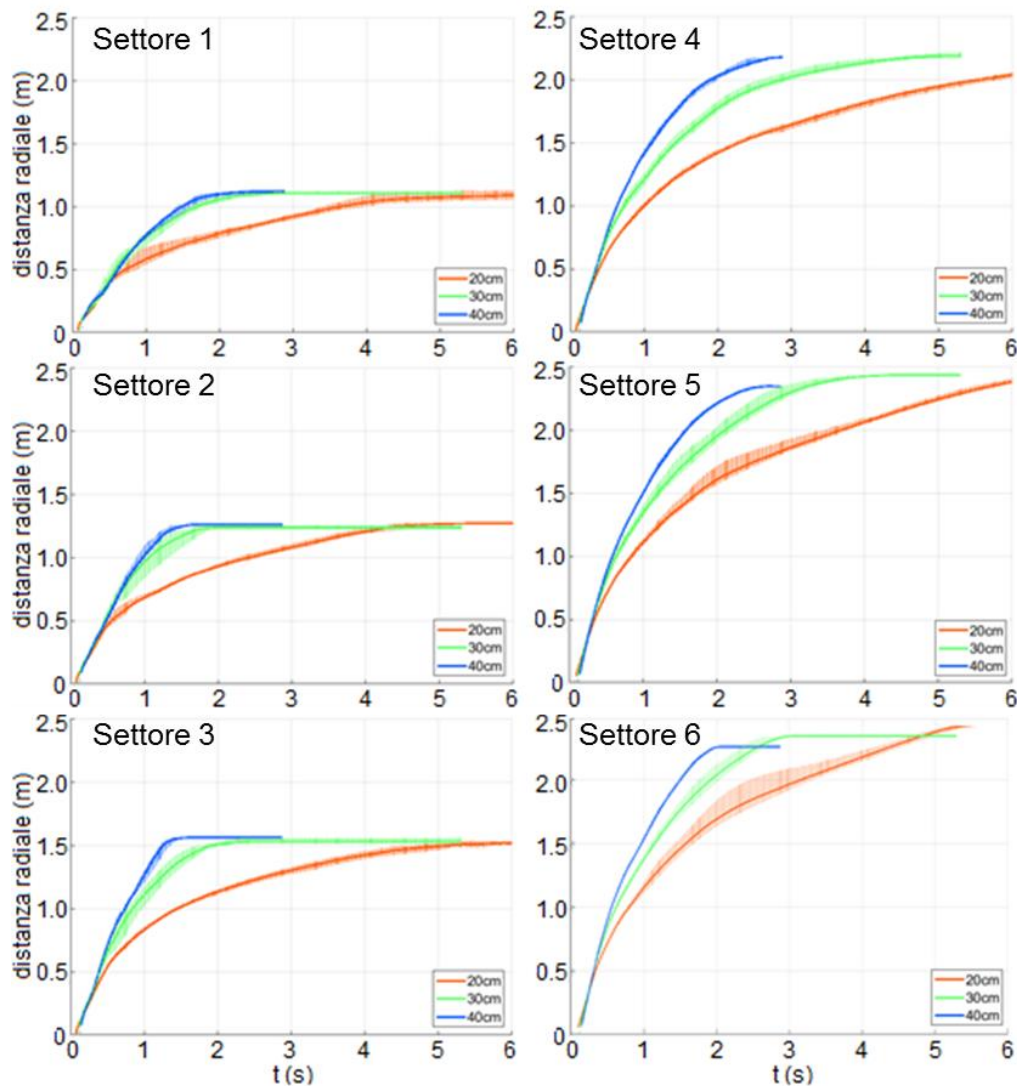 Settore 1
distanza radiale (m)
2.5
2.0
1.5
1.0
0.5
0
0 1 2 3 4 5 6
20cm
30cm
40cm
Settore 4
2.5
2.0
1.5
1.0
0.5
0
0 1 2 3 4 5 6
20cm
30cm
40cm
Settore 2
distanza radiale (m)
2.5
2.0
1.5
1.0
0.5
0
0 1 2 3 4 5 6
20cm
30cm
40cm
Settore 5
2.5
2.0
1.5
1.0
0.5
0
0 1 2 3 4 5 6
20cm
30cm
40cm
Settore 3
distanza radiale (m)
2.5
2.0
1.5
1.0
0.5
0
0 1 2 3 4 5 6
t (s)
20cm
30cm
40cm
Settore 6
2.5
2.0
1.5
1.0
0.5
0
0 1 2 3 4 5 6
t (s)
20cm
30cm
40cm